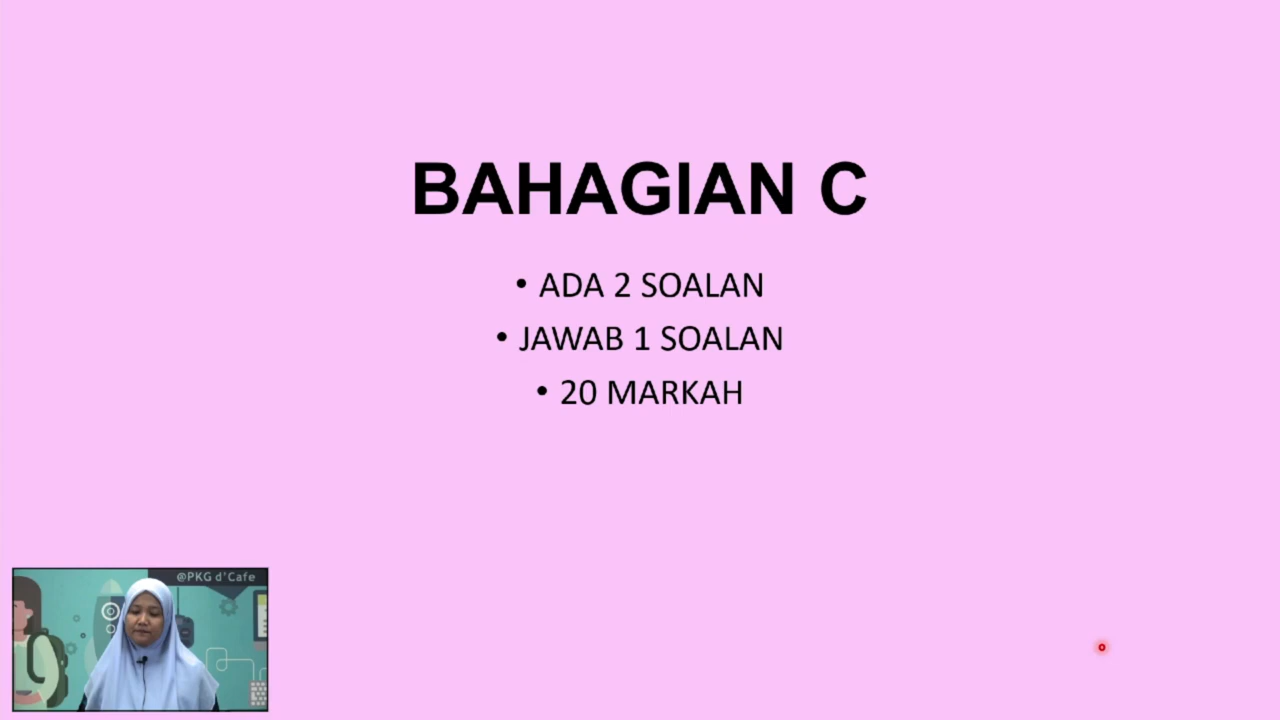 BAHAGIAN C
• ADA 2 SOALAN
• JAWAB 1 SOALAN
• 20 MARKAH
@PKG d'Cafe